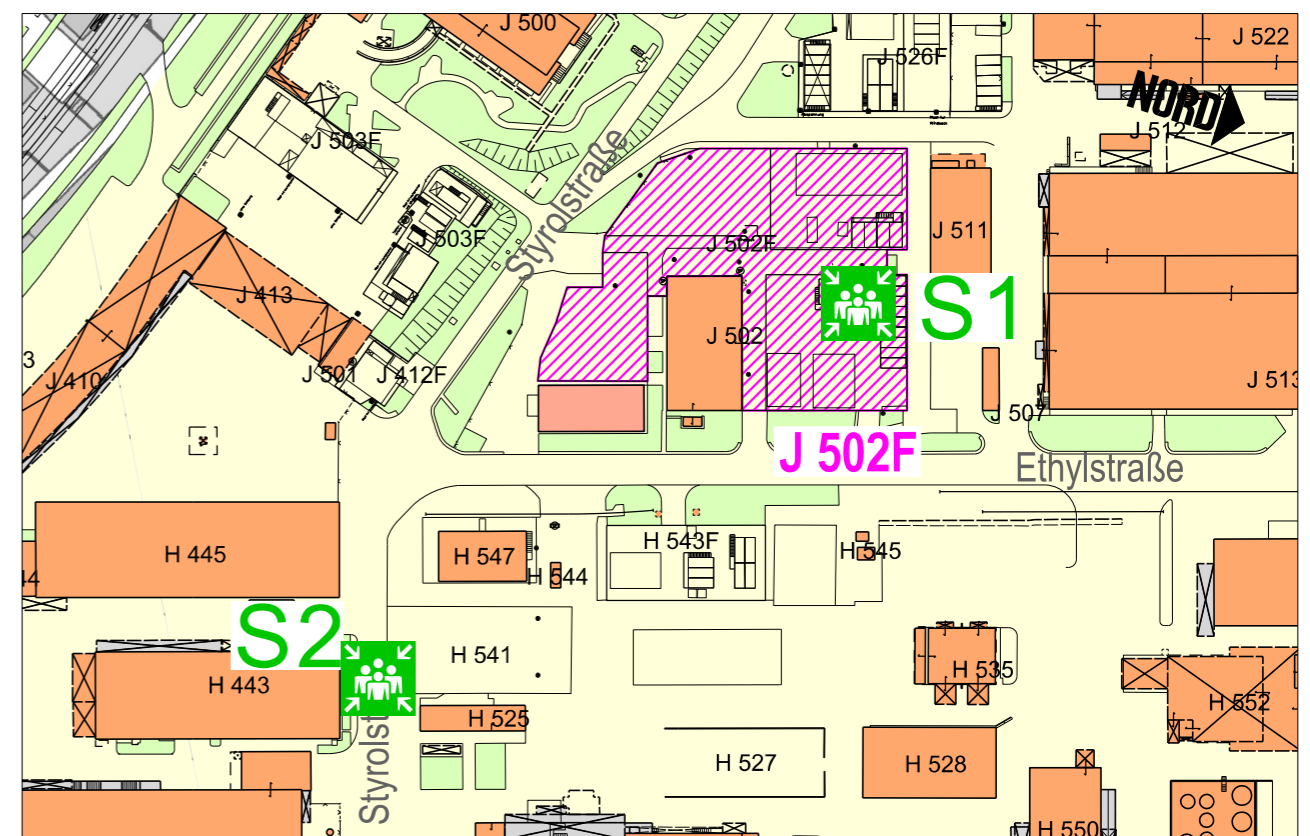 J 500
J 522
J 526F
NORD
J 512
J 503F
Styrolstraße
J 503F
J 502F
J 511
J 413
S1
J 502
3
J 410
J 501
J 412F
J 513
J 507
J 502F
Ethylstraße
H 445
H 547
H 544
H 543F
H 545
44
S2
H 541
H 443
H 535
H 525
H 552
Styrolst
H 527
H 528
H 550